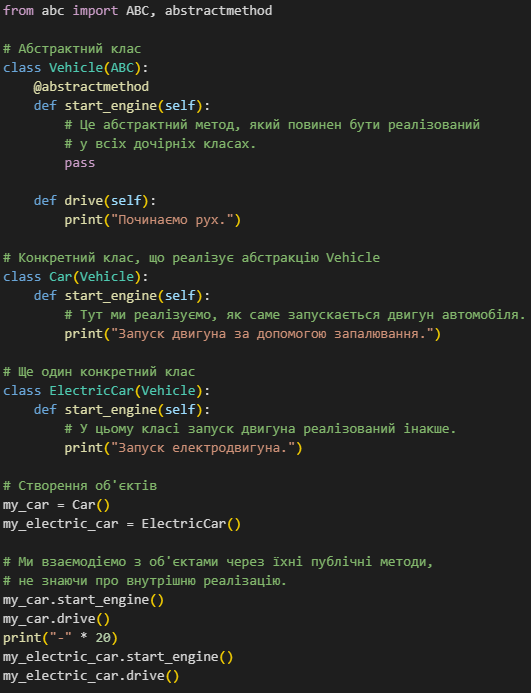 from abc import ABC, abstractmethod

# Абстрактний клас
class Vehicle(ABC):
    @abstractmethod
    def start_engine(self):
        # Це абстрактний метод, який повинен бути реалізований
        # у всіх дочірніх класах.
        pass

    def drive(self):
        print("Починаємо рух.")

# Конкретний клас, що реалізує абстракцію Vehicle
class Car(Vehicle):
    def start_engine(self):
        # Тут ми реалізуємо, як саме запускається двигун автомобіля.
        print("Запуск двигуна за допомогою запалювання.")

# Ще один конкретний клас
class ElectricCar(Vehicle):
    def start_engine(self):
        # У цьому класі запуск двигуна реалізований інакше.
        print("Запуск електродвигуна.")

# Створення об'єктів
my_car = Car()
my_electric_car = ElectricCar()

# Ми взаємодіємо з об'єктами через їхні публічні методи,
# не знаючи про внутрішню реалізацію.
my_car.start_engine()
my_car.drive()
print("-" * 20)
my_electric_car.start_engine()
my_electric_car.drive()